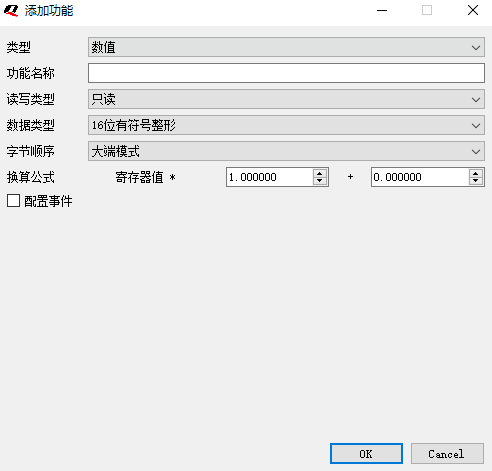 添加功能
类型 数值
功能名称
读写类型 只读
数据类型 16位有符号整形
字节顺序 大端模式
换算公式 寄存器值 * 1.000000 + 0.000000
配置事件
OK Cancel